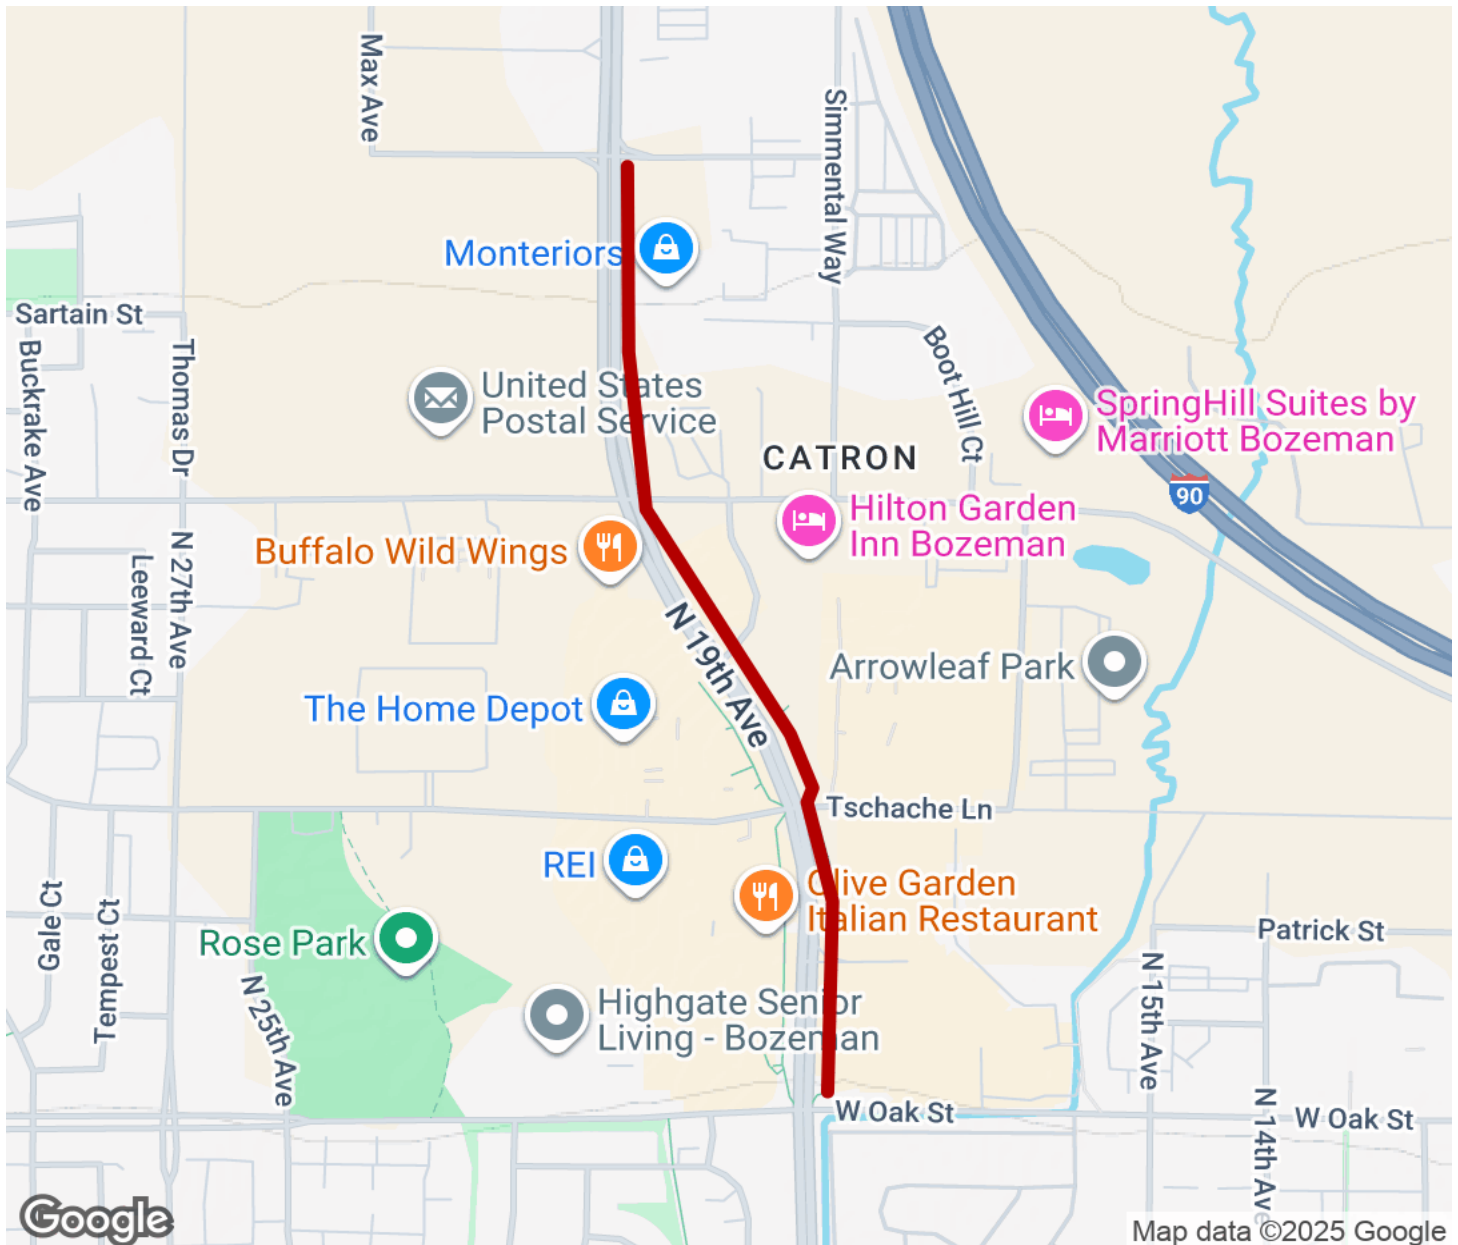 Max Ave
Simmental Way
Monteriors
Sartain St
Buckrake Ave
Thomas Dr
Boot Hill Ct
United States
Postal Service
SpringHill Suites by
Marriott Bozeman
CATRON
90
Hilton Garden
Inn Bozeman
Buffalo Wild Wings
Leeward Ct
N 27th Ave
N 19th Ave
Arrowleaf Park
The Home Depot
Tschache Ln
REI
Olive Garden
Italian Restaurant
Gale Ct
Tempest Ct
Rose Park
Patrick St
N 25th Ave
N 15th Ave
Highgate Senior
Living - Bozeman
W Oak St
W Oak St
N 14th Ave
Google
Map data ©2025 Google